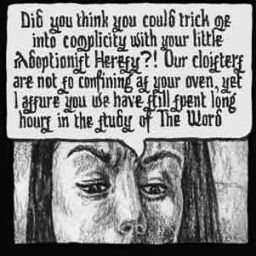 Did you think you could trick me
into complicity with your little
Adoptionist Heresy?! Our cloisters
are not so confining as your oven, yet
I assure you we have still spent long
hours in the study of The Word